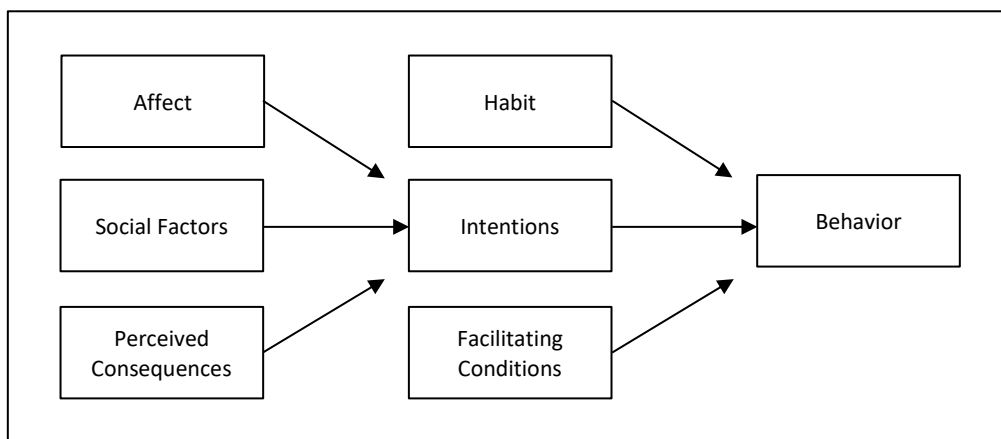 Affect
Habit
Social Factors
Intentions
Behavior
Perceived
Consequences
Facilitating
Conditions